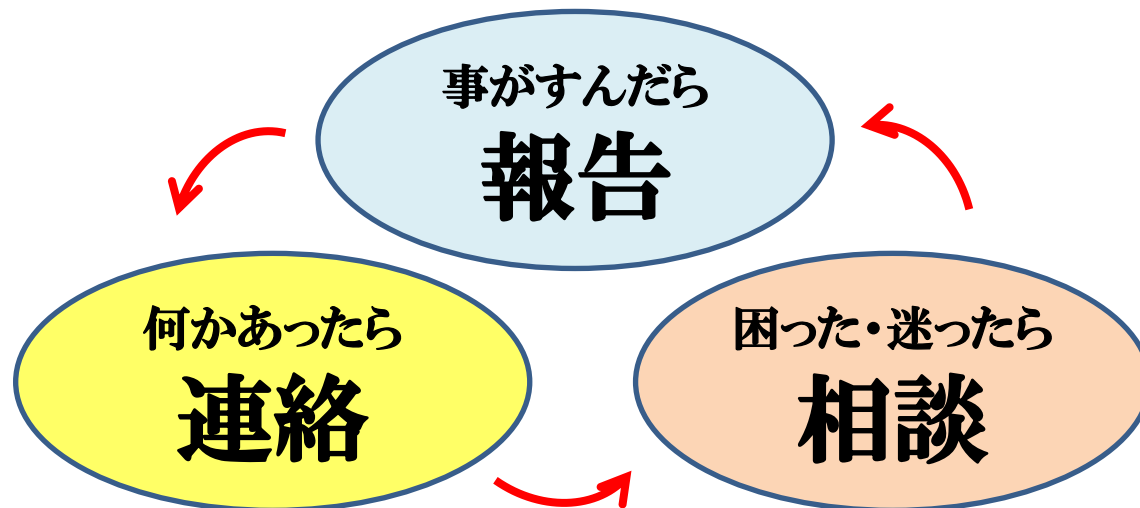 事がすんだら
報告
何かあったら
連絡
困った・迷ったら
相談